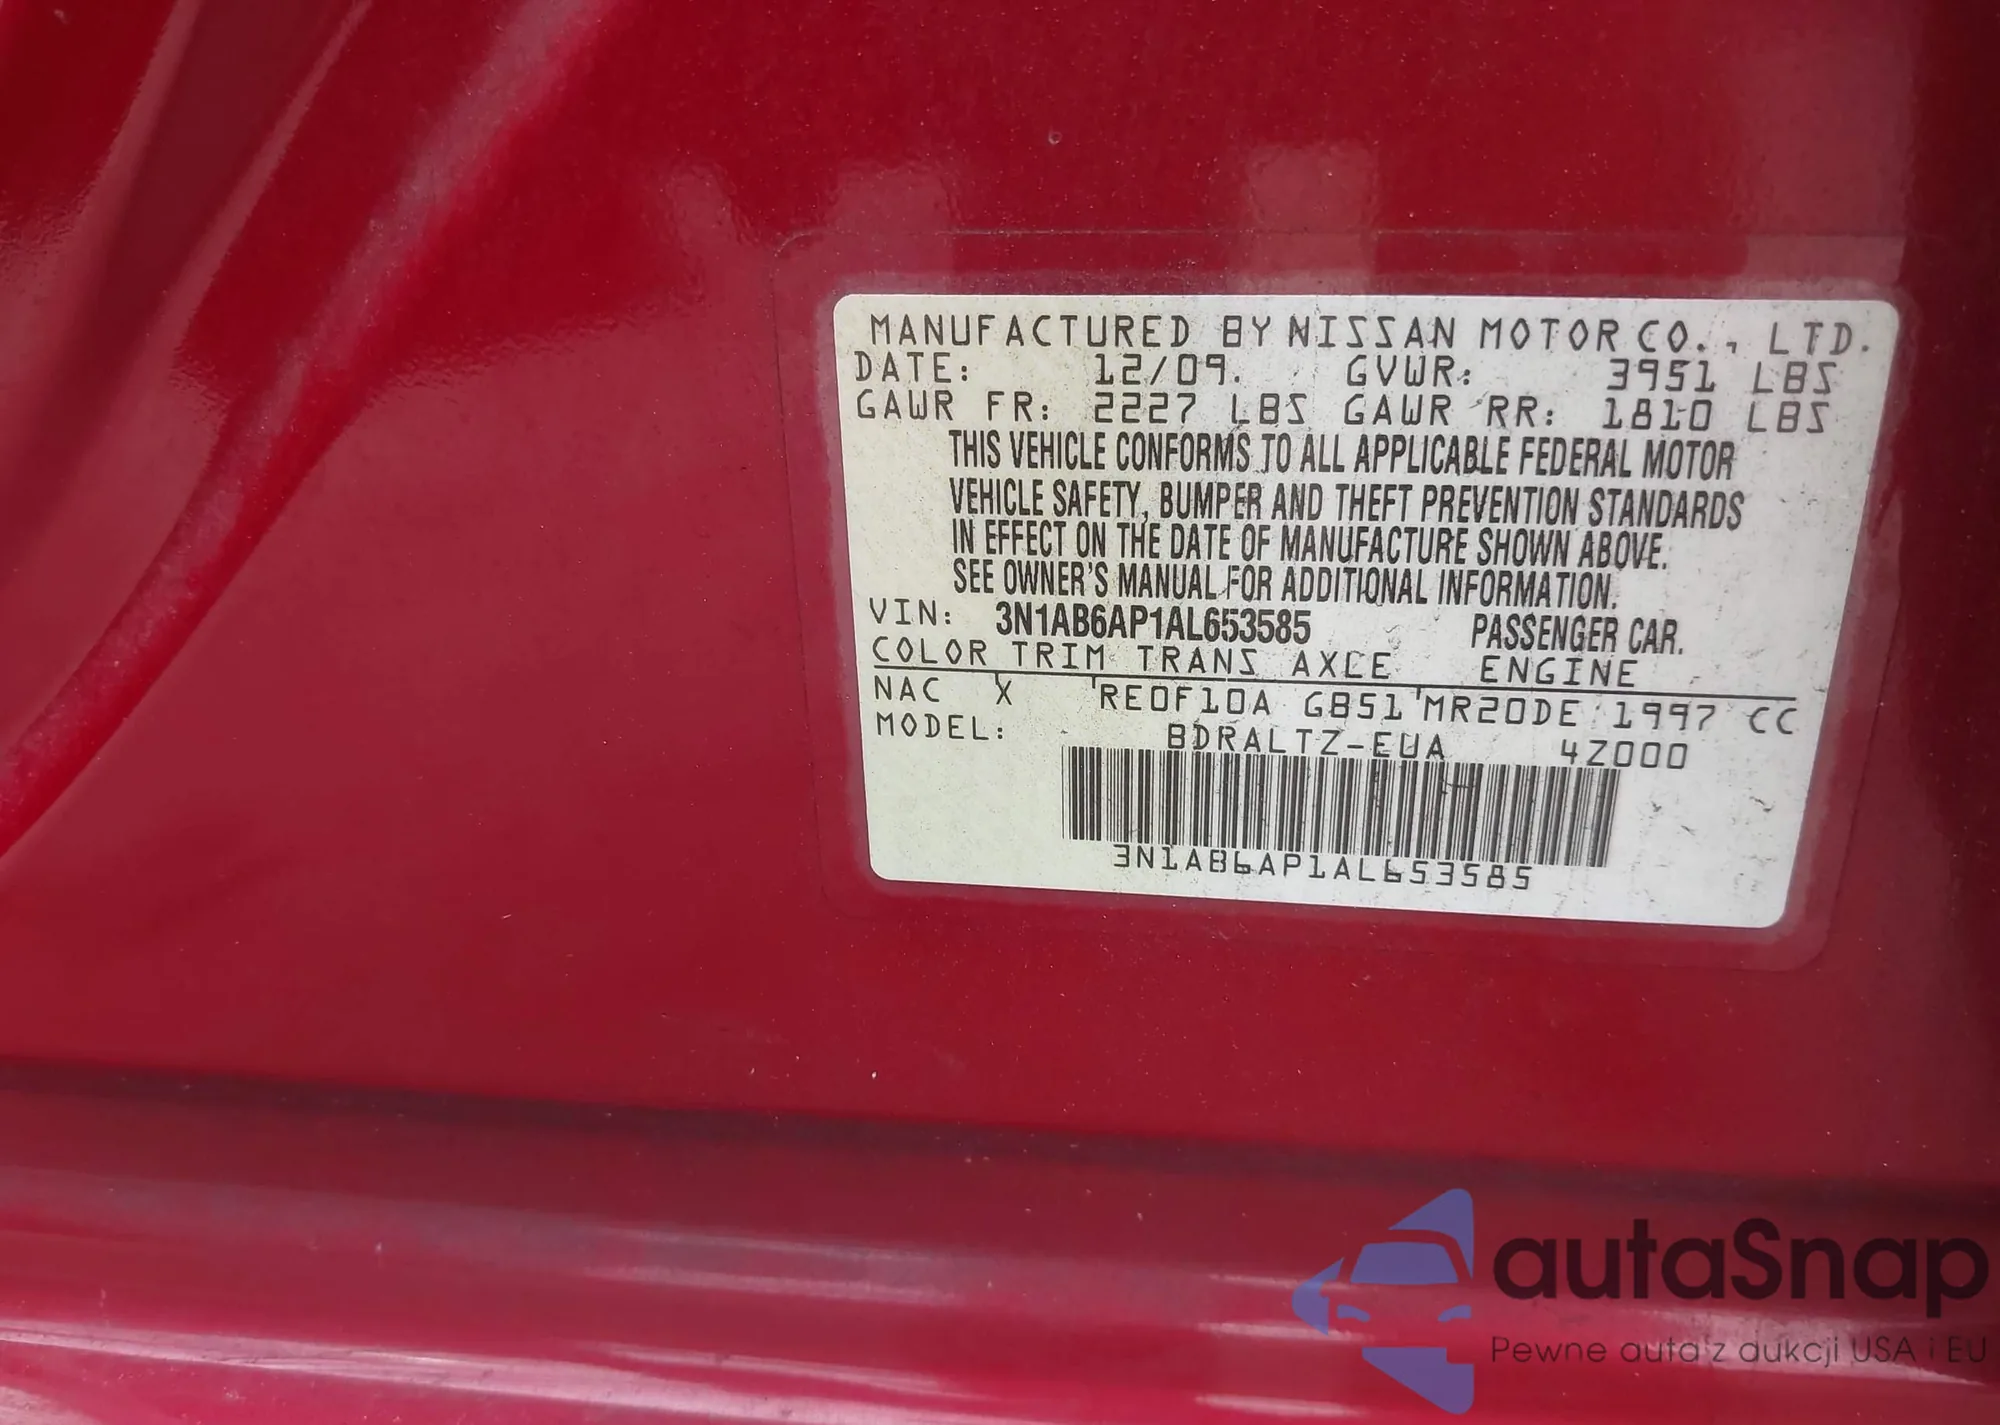 MANUFACTURED BY NISSAN MOTOR CO., LTD.
DATE: 12/09. GVWR: 3951 LBS
GAWR FR: 2227 LBS GAWR RR: 1810 LBS
THIS VEHICLE CONFORMS TO ALL APPLICABLE FEDERAL MOTOR
VEHICLE SAFETY, BUMPER AND THEFT PREVENTION STANDARDS
IN EFFECT ON THE DATE OF MANUFACTURE SHOWN ABOVE.
SEE OWNER'S MANUAL FOR ADDITIONAL INFORMATION.
VIN: 3N1AB6AP1AL653585 PASSENGER CAR.
COLOR TRIM TRANS AXLE ENGINE
NAC X RE0F10A GB51 MR20DE 1997 CC
MODEL: BDRALTZ-EUA 4Z000
3N1AB6AP1AL653585
autaSnap
Pewne auta z aukcji USA i EU